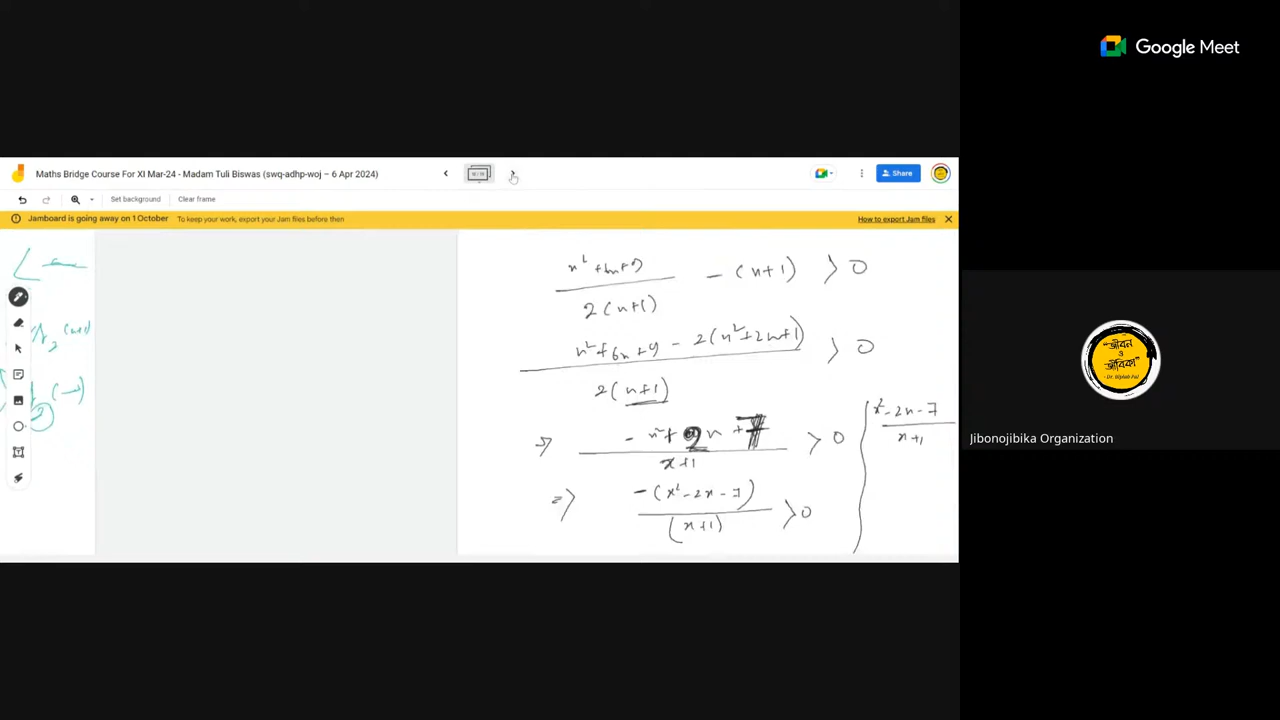 Google Meet
Maths Bridge Course For XI Mar-24 - Madam Tuli Biswas (swq-adhp-woj – 6 Apr 2024)
Share
Set background
Clear frame
Jamboard is going away on 1 October To keep your work, export your Jam files before then
How to export Jam files
x² + 6x + 9 / 2(x+1) - (x+1) > 0
x² + 6x + 9 - 2(x² + 2x + 1) / 2(x+1) > 0
=> - x² + 2x + 7 / x+1 > 0
x² - 2x - 7 / x+1
=> -(x² - 2x - 7) / (x+1) > 0
"জীবন
ও
জীবিকা"
- Dr. Biplab Pal
Jibonojibika Organization